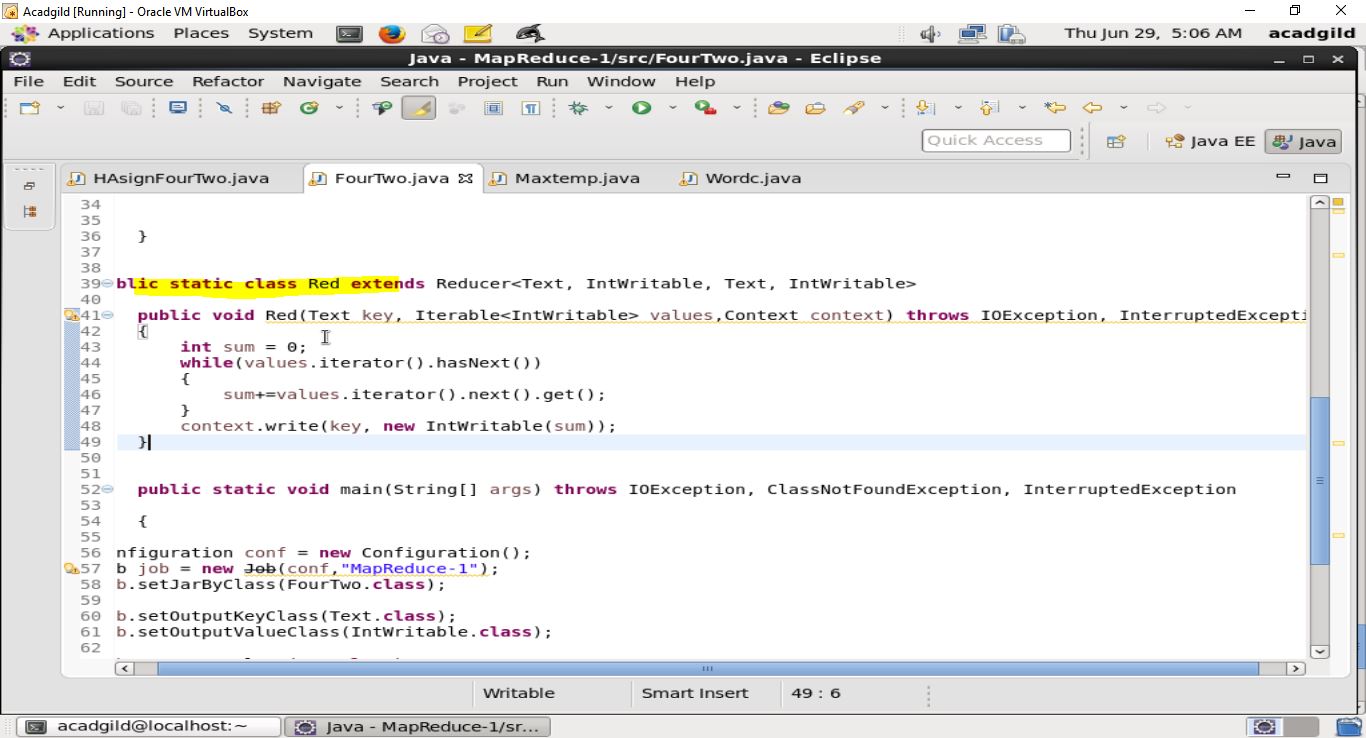 Acadgild [Running] - Oracle VM VirtualBox
Applications Places System Thu Jun 29, 5:06 AM acadgild
Java - MapReduce-1/src/FourTwo.java - Eclipse
File Edit Source Refactor Navigate Search Project Run Window Help
Quick Access Java EE Java
HAsignFourTwo.java FourTwo.java Maxtemp.java Wordc.java
34
35
36 }
37
38
39 blic static class Red extends Reducer<Text, IntWritable, Text, IntWritable>
40
41 public void Red(Text key, Iterable<IntWritable> values,Context context) throws IOException, InterruptedExcepti
42 {
43 int sum = 0;
44 while(values.iterator().hasNext())
45 {
46 sum+=values.iterator().next().get();
47 }
48 context.write(key, new IntWritable(sum));
49 }
50
51
52 public static void main(String[] args) throws IOException, ClassNotFoundException, InterruptedException
53
54 {
55
56 nfiguration conf = new Configuration();
57 b job = new Job(conf,"MapReduce-1");
58 b.setJarByClass(FourTwo.class);
59
60 b.setOutputKeyClass(Text.class);
61 b.setOutputValueClass(IntWritable.class);
62
Writable Smart Insert 49 : 6
acadgild@localhost:~ Java - MapReduce-1/sr...